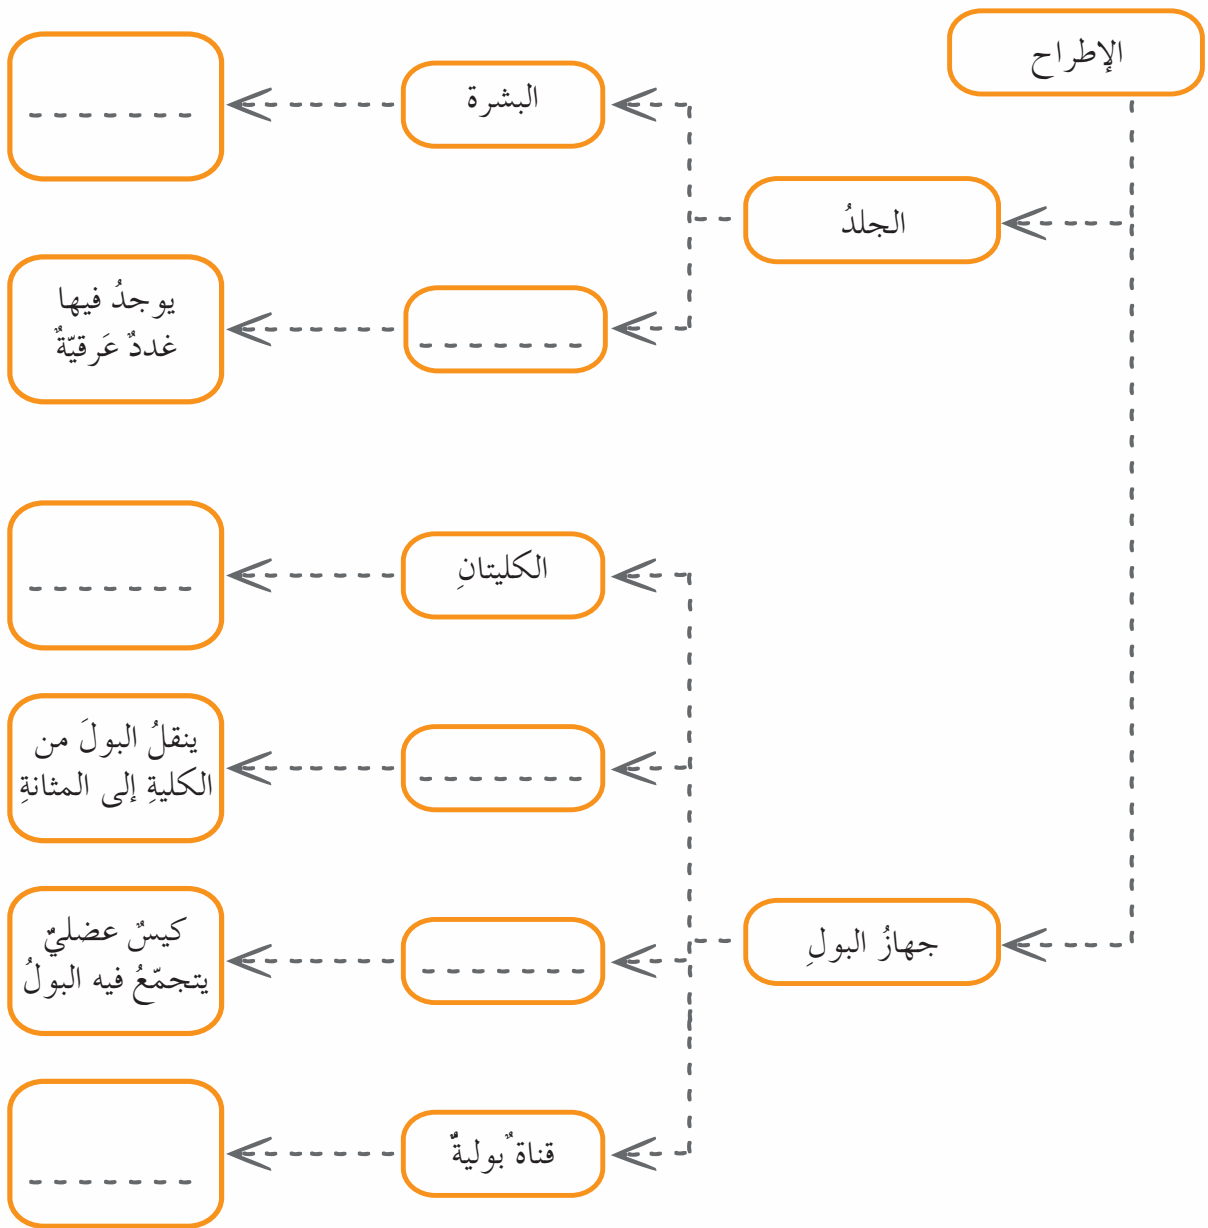 الإطراح
الجلدُ
البشرة
يوجدُ فيها
غددٌ عَرقيّةٌ
جهازُ البولِ
الكليتانِ
ينقلُ البولَ من
الكليةِ إلى المثانةِ
كيسٌ عضليٌ
يتجمّعُ فيه البولُ
قناةٌ بوليةٌ